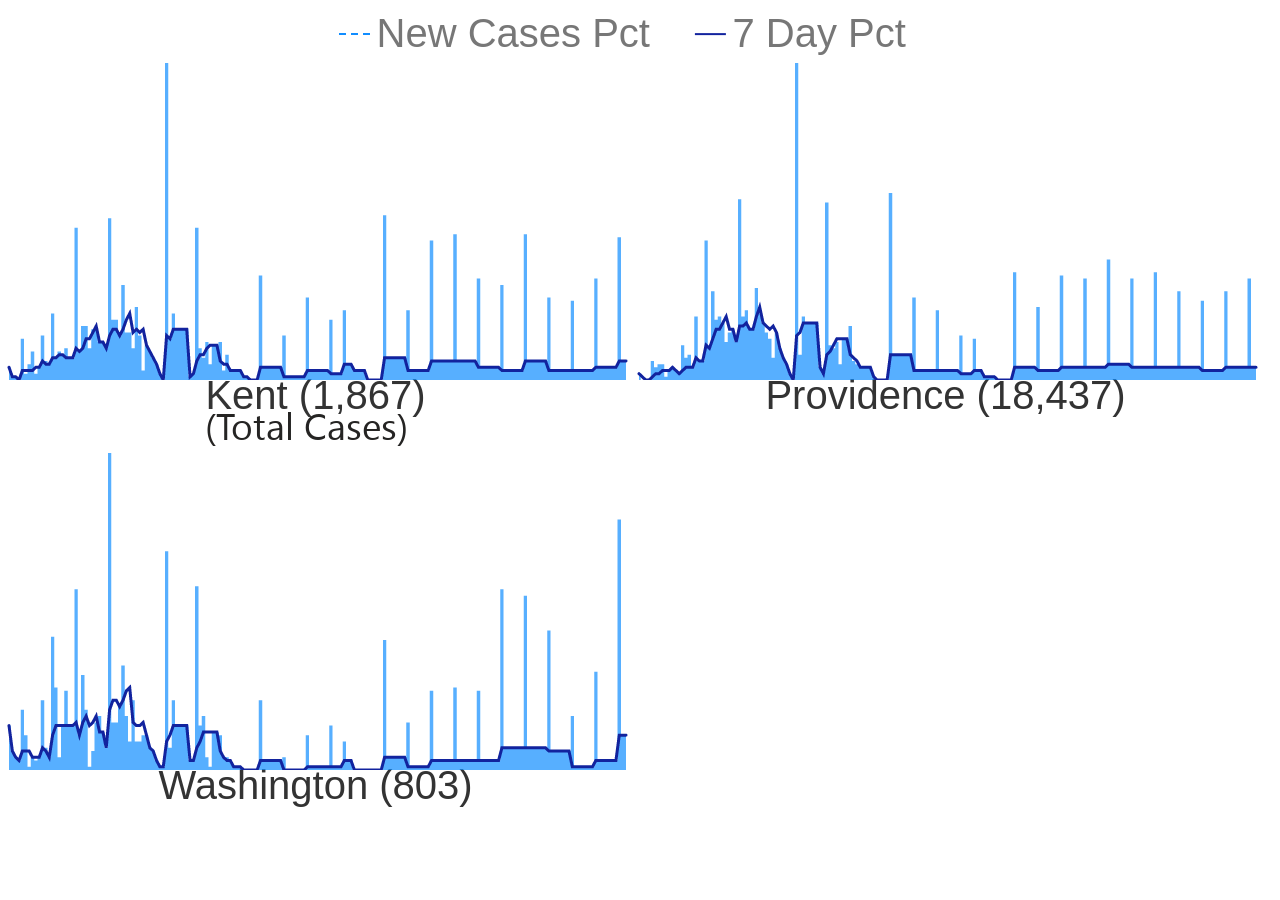 New Cases Pct 7 Day Pct
Kent (1,867)
(Total Cases)
Providence (18,437)
Washington (803)